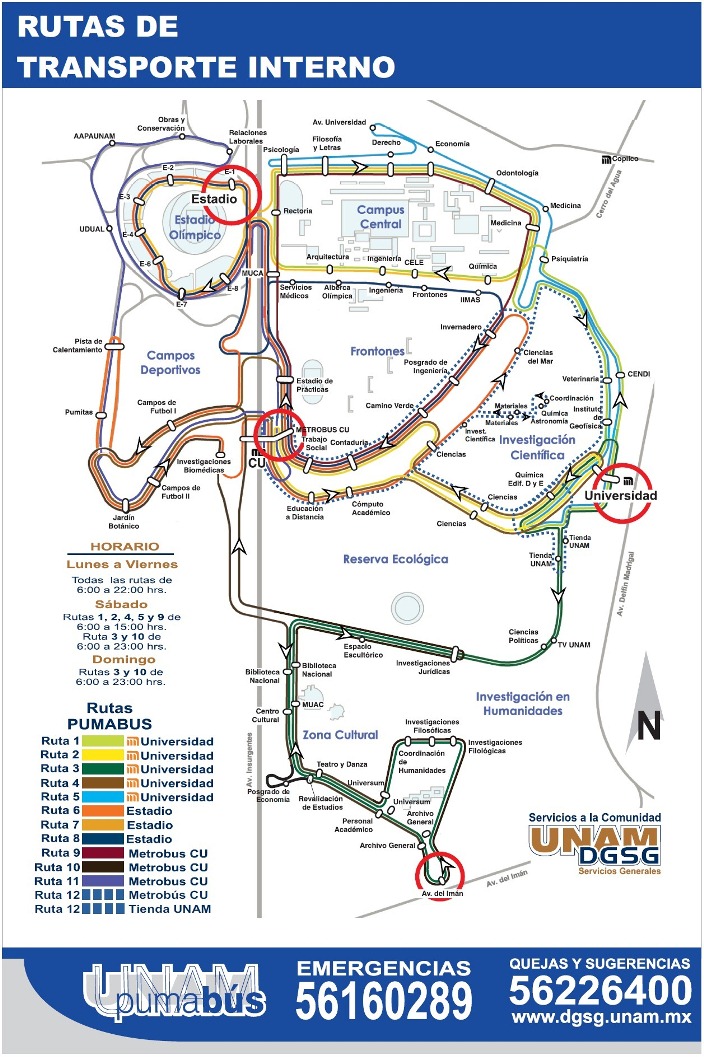 RUTAS DE
TRANSPORTE INTERNO
Obras y
Conservación
AAPAUNAM
Relaciones
Laborales
E-1
E-2
E-3
E-4
E-6
E-7
E-8
Estadio
Estadio
Olímpico
UDUAL
MUCA
Psicología
Filosofía
y Letras
Av. Universidad
Derecho
Economía
Odontología
Copilco
Cerro del Agua
Medicina
Medicina
Psiquiatría
Rectoría
Campus
Central
Arquitectura
Ingeniería
CELE
Química
Servicios
Médicos
Alberca
Olímpica
Ingeniería
Frontones
IIMAS
Invernadero
Pista de
Calentamiento
Campos
Deportivos
Frontones
Posgrado de
Ingeniería
Ciencias
del Mar
Estadio de
Prácticas
Camino Verde
Veterinaria
CENDI
Materiales
Materiales
Coordinación
Química
Astronomía
Instituto
de
Geofísica
Pumitas
Campos de
Futbol I
METROBUS CU
Trabajo
Social
Contaduría
CU
Invest.
Científica
Ciencias
Investigación
Científica
Investigaciones
Biomédicas
Campos de
Futbol II
Jardín
Botánico
Educación
a Distancia
Cómputo
Académico
Química
Edif. D y E
Ciencias
Ciencias
Universidad
Tienda
UNAM
Tienda
UNAM
Reserva Ecológica
Av. Delfín Madrigal
HORARIO
Lunes a Viernes
Todas las rutas de
6:00 a 22:00 hrs.
Sábado
Rutas 1, 2, 4, 5 y 9 de
6:00 a 15:00 hrs.
Ruta 3 y 10 de
6:00 a 23:00 hrs.
Domingo
Rutas 3 y 10 de
6:00 a 23:00 hrs.
Espacio
Escultórico
Investigaciones
Jurídicas
Ciencias
Políticas
TV UNAM
Biblioteca
Nacional
Biblioteca
Nacional
MUAC
Centro
Cultural
Zona Cultural
Investigación en
Humanidades
N
Investigaciones
Filosóficas
Investigaciones
Filológicas
Coordinación
de
Humanidades
Teatro y Danza
Universum
Universum
Posgrado de
Economía
Revalidación
de Estudios
Personal
Académico
Archivo
General
Archivo General
Av. del Imán
Av. del Imán
Av. Insurgentes
Rutas
PUMABUS
Ruta 1 Universidad
Ruta 2 Universidad
Ruta 3 Universidad
Ruta 4 Universidad
Ruta 5 Universidad
Ruta 6 Estadio
Ruta 7 Estadio
Ruta 8 Estadio
Ruta 9 Metrobus CU
Ruta 10 Metrobus CU
Ruta 11 Metrobus CU
Ruta 12 Metrobús CU
Ruta 12 Tienda UNAM
Servicios a la Comunidad
UNAM
DGSG
Servicios Generales
UNAM
pumabús
EMERGENCIAS
56160289
QUEJAS Y SUGERENCIAS
56226400
www.dgsg.unam.mx